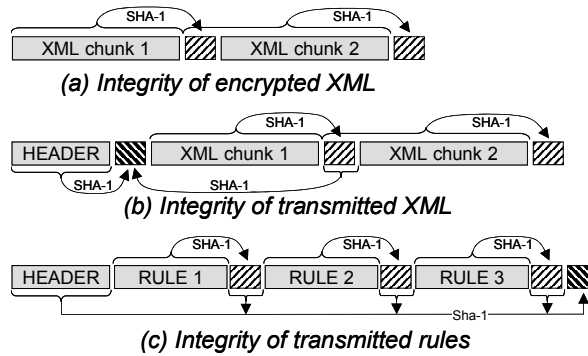 SHA-1 SHA-1
XML chunk 1 XML chunk 2
(a) Integrity of encrypted XML
SHA-1 SHA-1
HEADER XML chunk 1 XML chunk 2
SHA-1 SHA-1
(b) Integrity of transmitted XML
SHA-1 SHA-1 SHA-1
HEADER RULE 1 RULE 2 RULE 3
Sha-1
(c) Integrity of transmitted rules